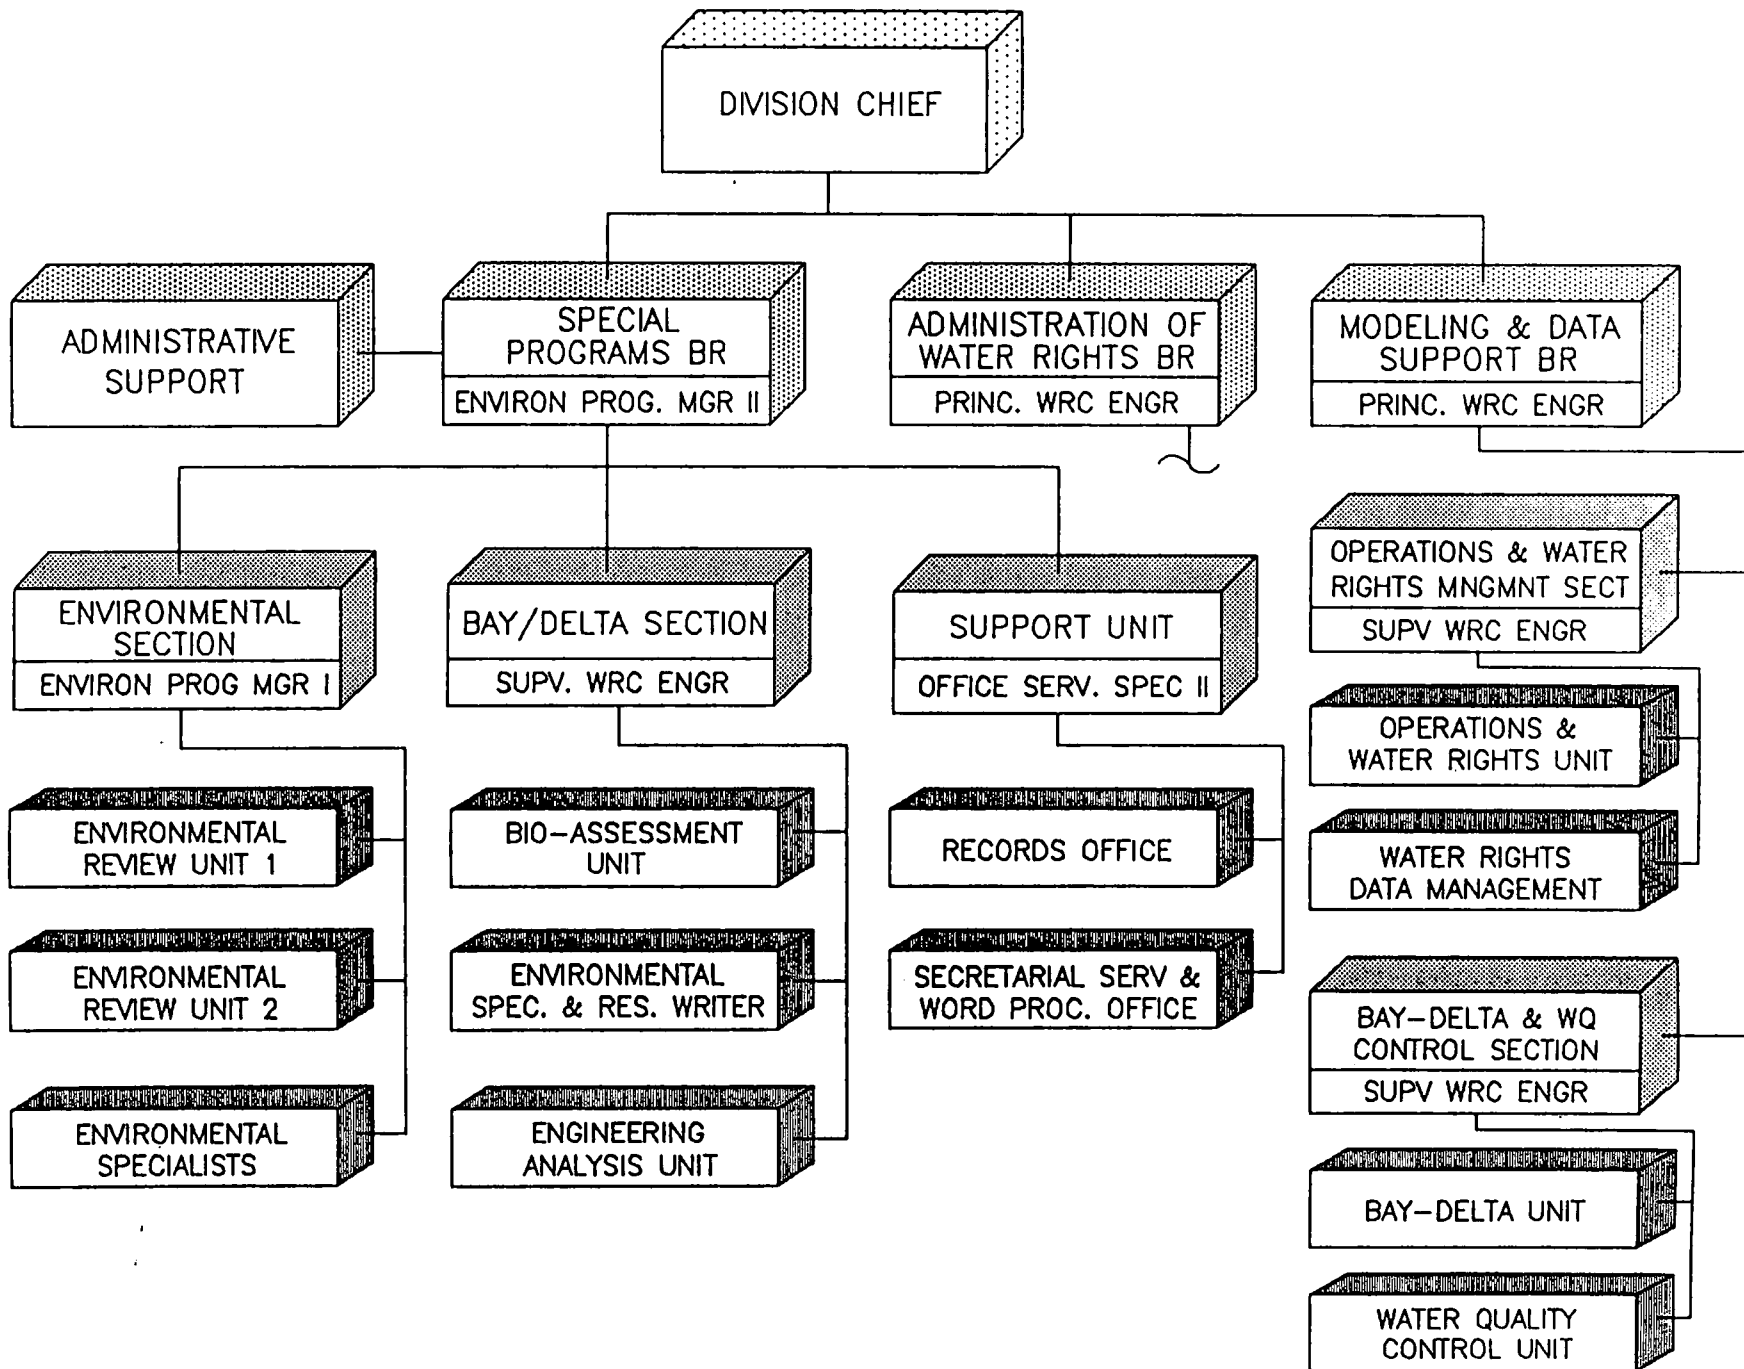 DIVISION CHIEF
ADMINISTRATIVE
SUPPORT
SPECIAL
PROGRAMS BR
ENVIRON PROG. MGR II
ADMINISTRATION OF
WATER RIGHTS BR
PRINC. WRC ENGR
MODELING & DATA
SUPPORT BR
PRINC. WRC ENGR
ENVIRONMENTAL
SECTION
ENVIRON PROG MGR I
ENVIRONMENTAL
REVIEW UNIT 1
ENVIRONMENTAL
REVIEW UNIT 2
ENVIRONMENTAL
SPECIALISTS
BAY/DELTA SECTION
SUPV. WRC ENGR
BIO-ASSESSMENT
UNIT
ENVIRONMENTAL
SPEC. & RES. WRITER
ENGINEERING
ANALYSIS UNIT
SUPPORT UNIT
OFFICE SERV. SPEC II
RECORDS OFFICE
SECRETARIAL SERV &
WORD PROC. OFFICE
OPERATIONS & WATER
RIGHTS MNGMNT SECT
SUPV WRC ENGR
OPERATIONS &
WATER RIGHTS UNIT
WATER RIGHTS
DATA MANAGEMENT
BAY-DELTA & WQ
CONTROL SECTION
SUPV WRC ENGR
BAY-DELTA UNIT
WATER QUALITY
CONTROL UNIT